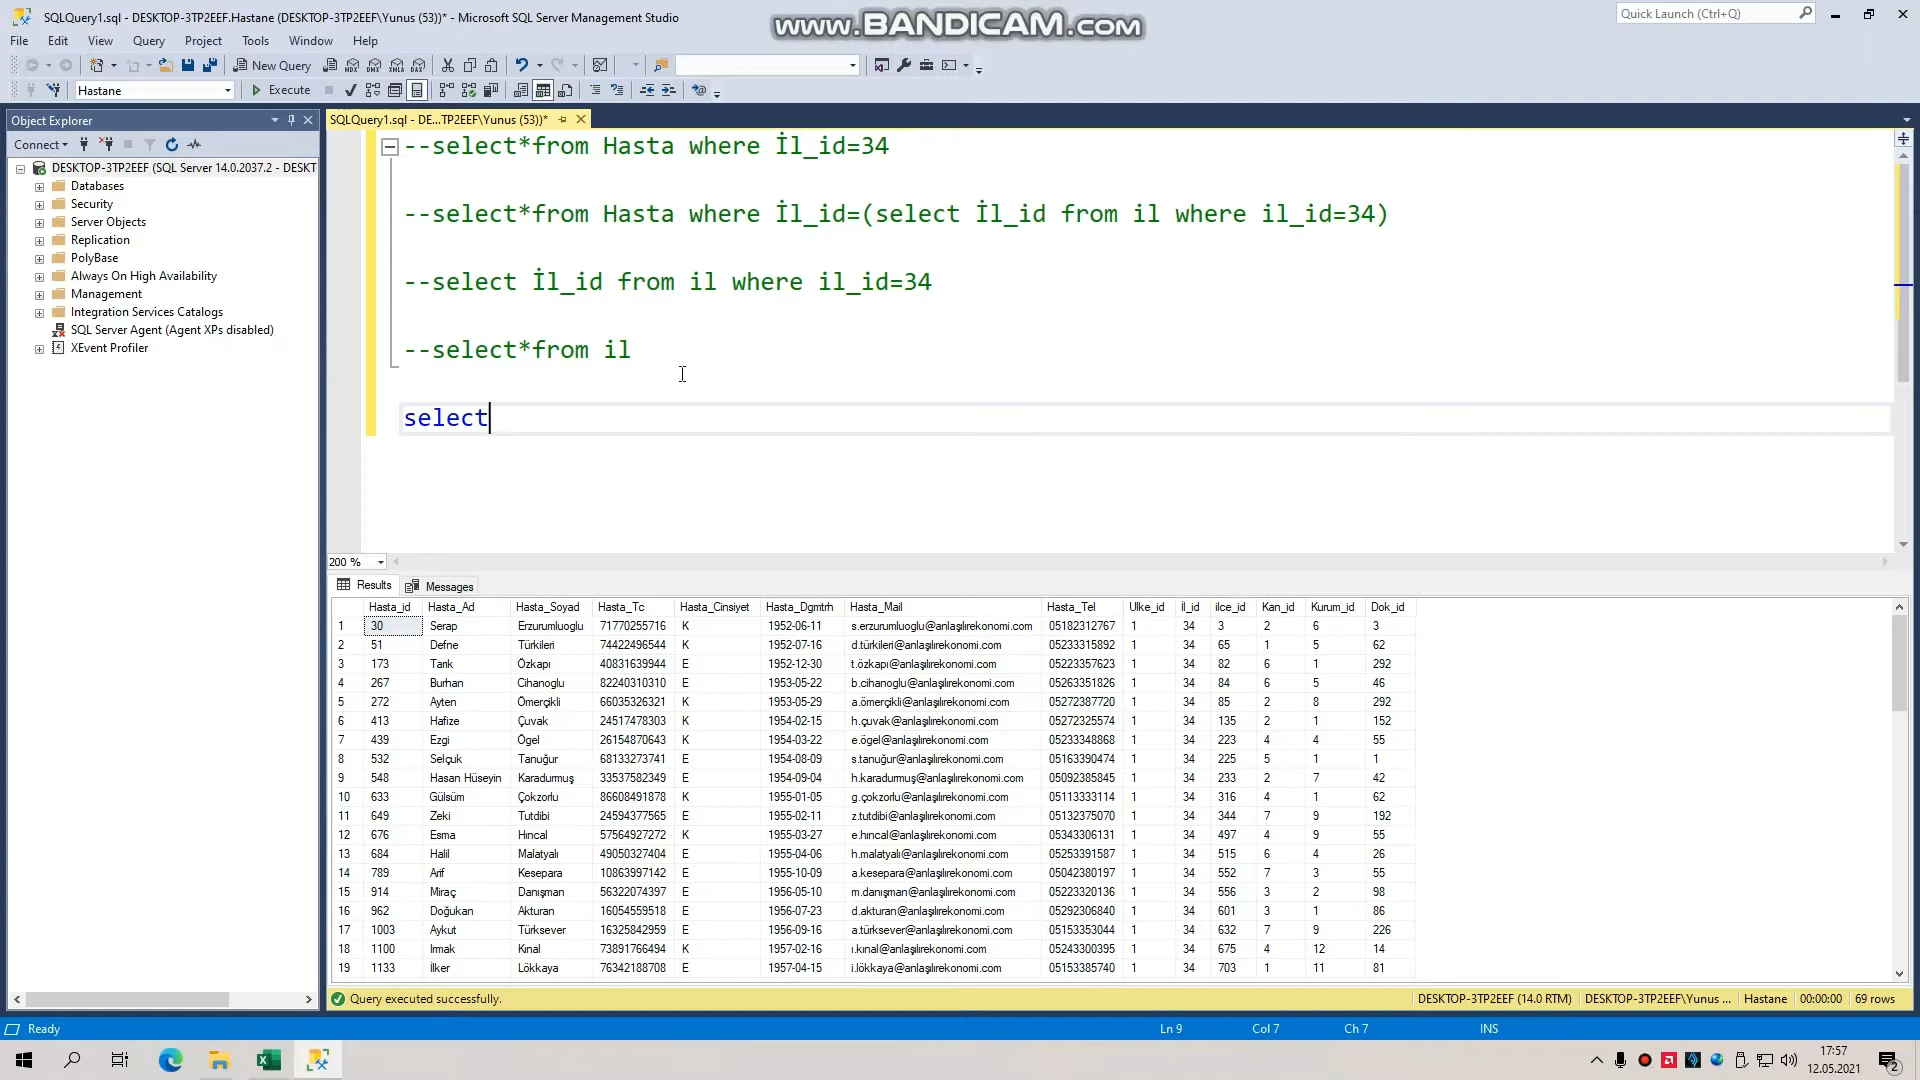 SQLQuery1.sql - DESKTOP-3TP2EEF.Hastane (DESKTOP-3TP2EEF\Yunus (53))* - Microsoft SQL Server Management Studio
www.BANDICAM.com
Quick Launch (Ctrl+Q)
File Edit View Query Project Tools Window Help
New Query
Hastane
Execute
Object Explorer
SQLQuery1.sql - DE...TP2EEF\Yunus (53))*
Connect
DESKTOP-3TP2EEF (SQL Server 14.0.2037.2 - DESKT
Databases
Security
Server Objects
Replication
PolyBase
Always On High Availability
Management
Integration Services Catalogs
SQL Server Agent (Agent XPs disabled)
XEvent Profiler
--select*from Hasta where İl_id=34
--select*from Hasta where İl_id=(select İl_id from il where il_id=34)
--select İl_id from il where il_id=34
--select*from il
select
200 %
Results Messages
Hasta_id Hasta_Ad Hasta_Soyad Hasta_Tc Hasta_Cinsiyet Hasta_Dgmtrh Hasta_Mail Hasta_Tel Ulke_id İl_id ilce_id Kan_id Kurum_id Dok_id
1 30 Serap Erzurumluoglu 71770255716 K 1952-06-11 s.erzurumluoglu@anlaşılırekonomi.com 05182312767 1 34 3 2 6 3
2 51 Defne Türkileri 74422496544 K 1952-07-16 d.türkileri@anlaşılırekonomi.com 05233315892 1 34 65 1 5 62
3 173 Tarık Özkapı 40831639944 E 1952-12-30 t.özkapı@anlaşılırekonomi.com 05223357623 1 34 82 6 1 292
4 267 Burhan Cihanoglu 82240310310 E 1953-05-22 b.cihanoglu@anlaşılırekonomi.com 05263351826 1 34 84 6 5 46
5 272 Ayten Ömerçikli 66035326321 K 1953-05-29 a.ömerçikli@anlaşılırekonomi.com 05272387720 1 34 85 2 8 292
6 413 Hafize Çuvak 24517478303 K 1954-02-15 h.çuvak@anlaşılırekonomi.com 05272325574 1 34 135 2 1 152
7 439 Ezgi Ögel 26154870643 K 1954-03-22 e.ögel@anlaşılırekonomi.com 05233348868 1 34 223 4 4 55
8 532 Selçuk Tanuğur 68133273741 E 1954-08-09 s.tanuğur@anlaşılırekonomi.com 05163390474 1 34 225 5 1 1
9 548 Hasan Hüseyin Karadurmuş 33537582349 E 1954-09-04 h.karadurmuş@anlaşılırekonomi.com 05092385845 1 34 233 2 7 42
10 633 Gülsüm Çokzorlu 86608491878 K 1955-01-05 g.çokzorlu@anlaşılırekonomi.com 05113333114 1 34 316 4 1 62
11 649 Zeki Tutdibi 24594377565 E 1955-02-11 z.tutdibi@anlaşılırekonomi.com 05132375070 1 34 344 7 9 192
12 676 Esma Hıncal 57564927272 K 1955-03-27 e.hıncal@anlaşılırekonomi.com 05343306131 1 34 497 4 9 55
13 684 Halil Malatyalı 49050327404 E 1955-04-06 h.malatyalı@anlaşılırekonomi.com 05253391587 1 34 515 6 4 26
14 789 Arif Kesepara 10863997142 E 1955-10-09 a.kesepara@anlaşılırekonomi.com 05042380197 1 34 552 7 3 55
15 914 Miraç Danışman 56322074397 E 1956-05-10 m.danışman@anlaşılırekonomi.com 05223320136 1 34 556 3 2 98
16 962 Doğukan Akturan 16054559518 E 1956-07-23 d.akturan@anlaşılırekonomi.com 05292306840 1 34 601 3 1 86
17 1003 Aykut Türksever 16325842959 E 1956-09-16 a.türksever@anlaşılırekonomi.com 05153353044 1 34 632 7 9 226
18 1100 Irmak Kınal 73891766494 K 1957-02-16 ı.kınal@anlaşılırekonomi.com 05243300395 1 34 675 4 12 14
19 1133 İlker Lökkaya 76342188708 E 1957-04-15 i.lökkaya@anlaşılırekonomi.com 05153385740 1 34 703 1 11 81
Query executed successfully. DESKTOP-3TP2EEF (14.0 RTM) DESKTOP-3TP2EEF\Yunus ... Hastane 00:00:00 69 rows
Ready Ln 9 Col 7 Ch 7 INS
17:57
12.05.2021
2